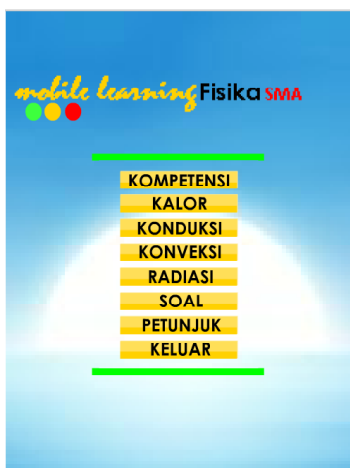 mobile learning Fisika SMA
KOMPETENSI
KALOR
KONDUKSI
KONVEKSI
RADIASI
SOAL
PETUNJUK
KELUAR